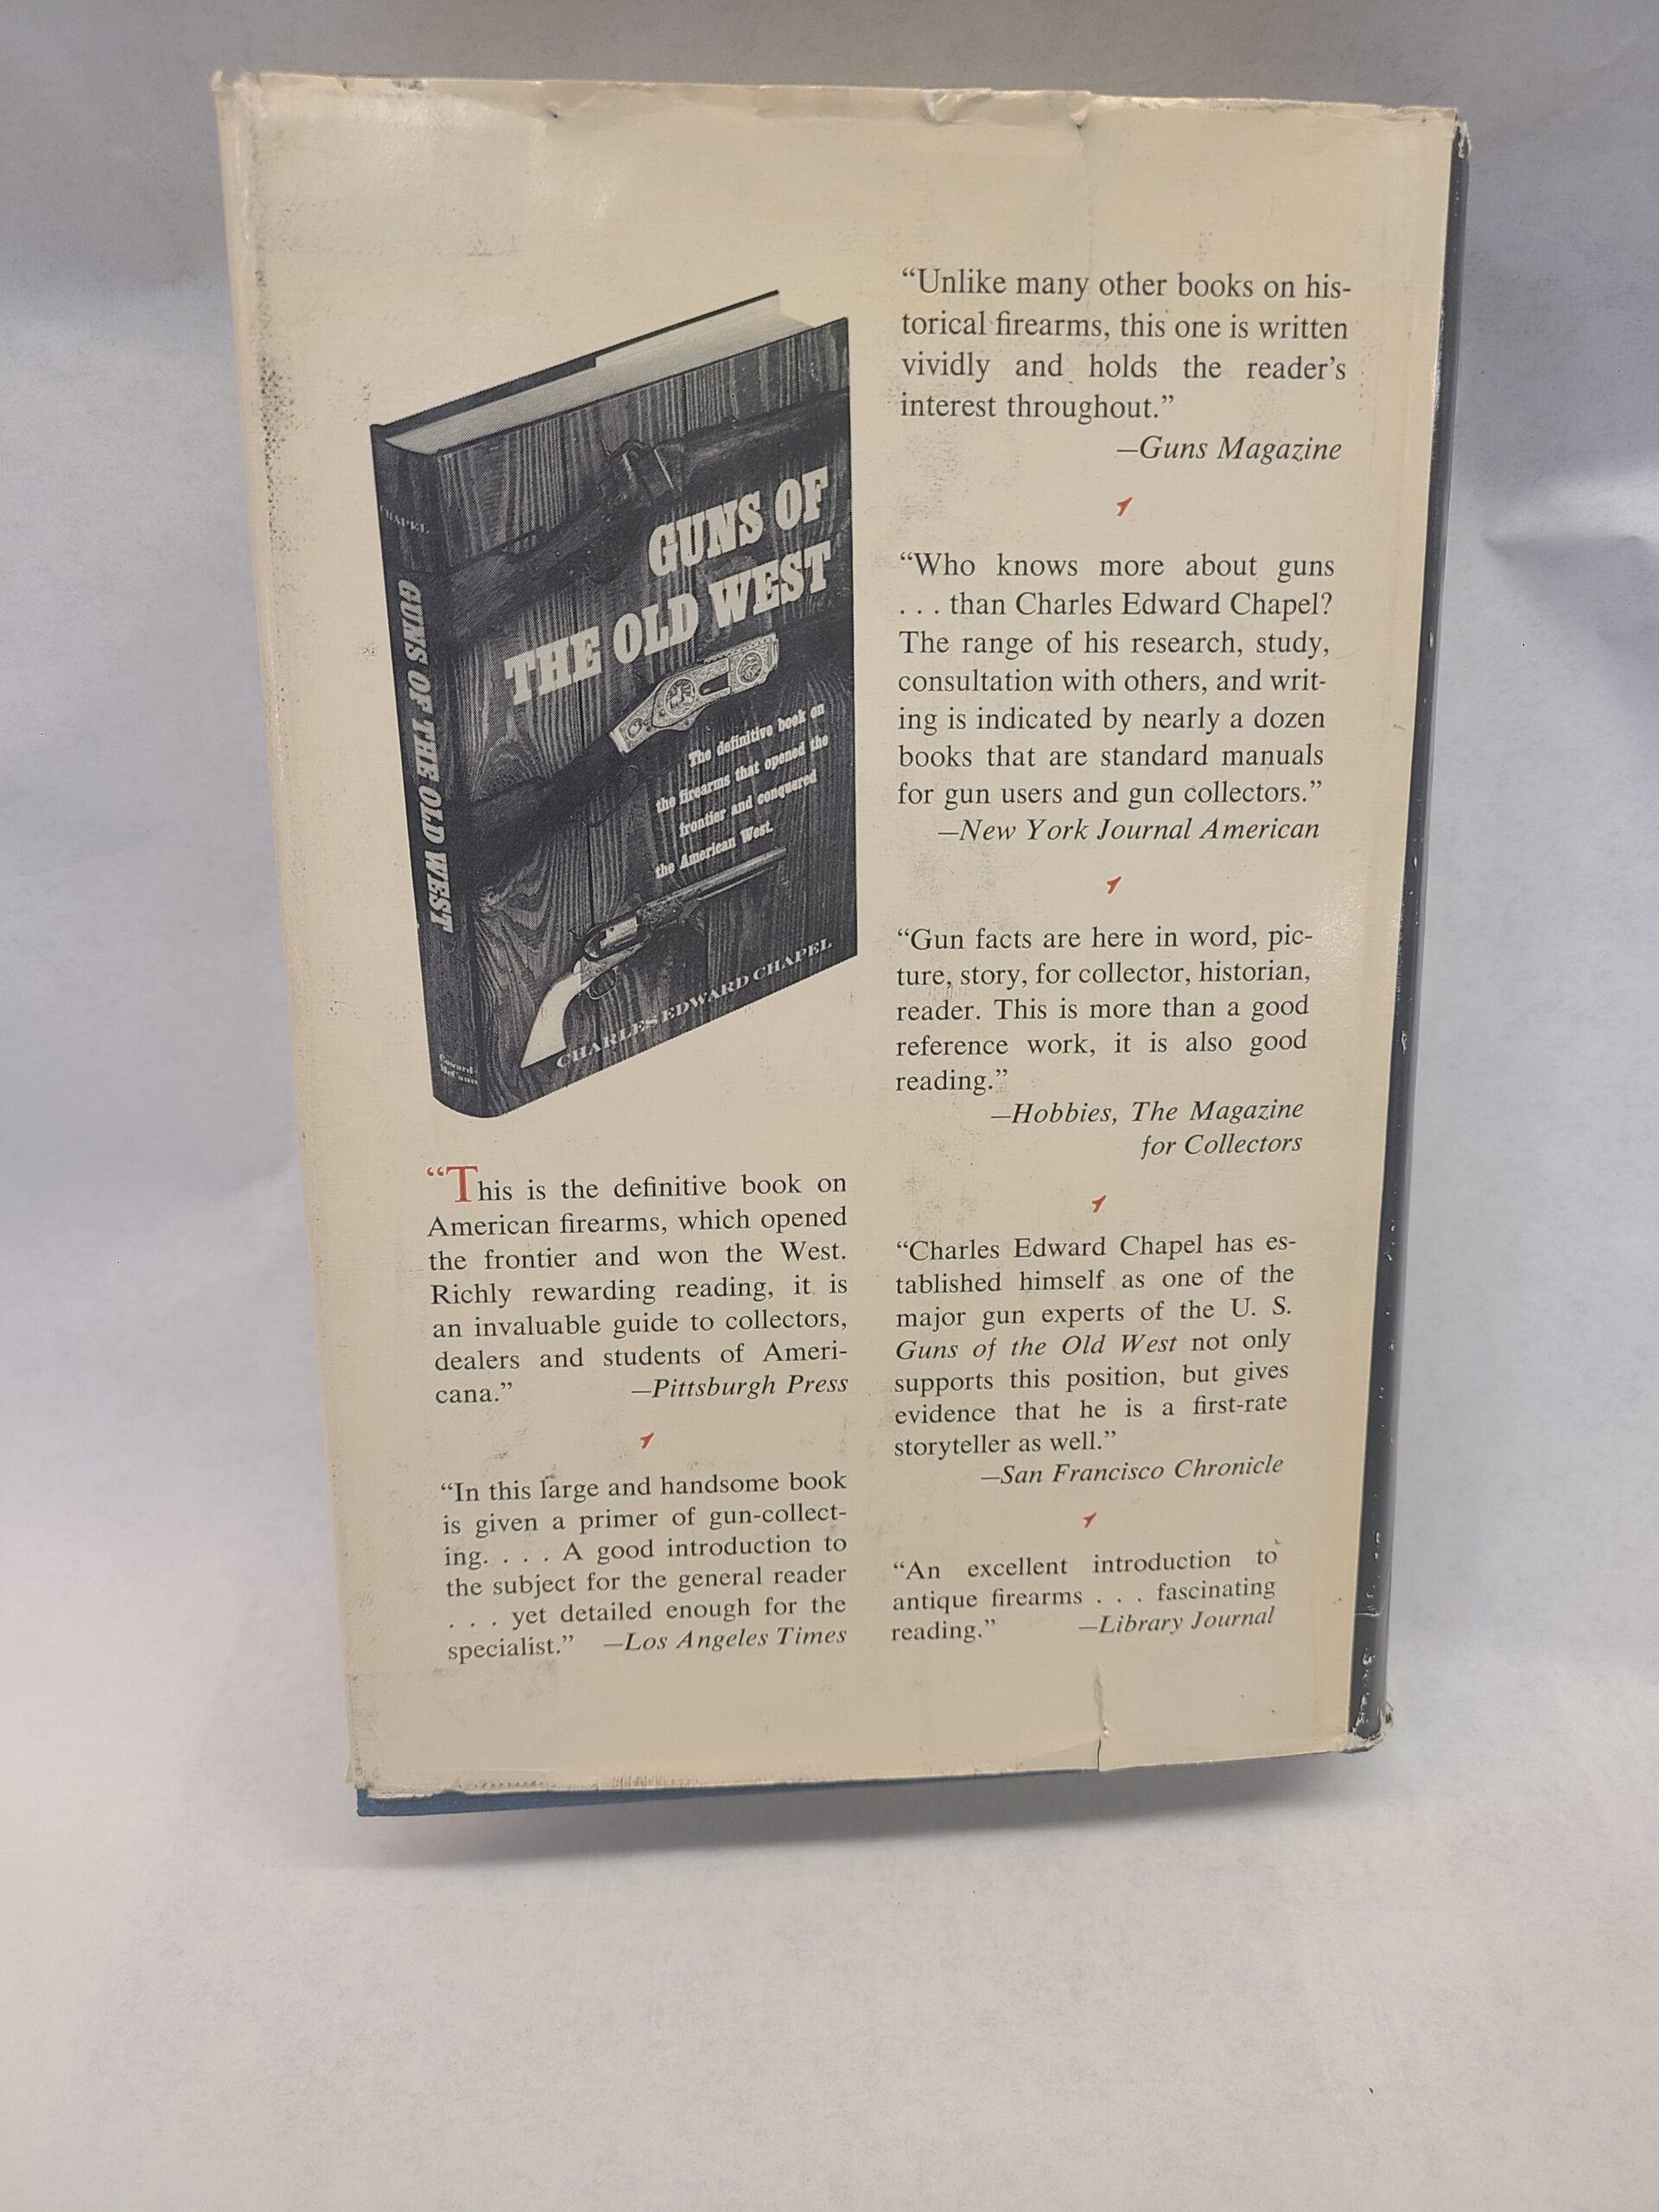 CHAPEL
GUNS OF THE OLD WEST
Coward-
McCann
GUNS OF
THE OLD WEST
The definitive book on
the firearms that opened the
frontier and conquered
the American West.
CHARLES EDWARD CHAPEL
“This is the definitive book on
American firearms, which opened
the frontier and won the West.
Richly rewarding reading, it is
an invaluable guide to collectors,
dealers and students of Ameri-
cana.” —Pittsburgh Press
“In this large and handsome book
is given a primer of gun-collect-
ing. . . . A good introduction to
the subject for the general reader
. . . yet detailed enough for the
specialist.” —Los Angeles Times
“Unlike many other books on his-
torical firearms, this one is written
vividly and holds the reader’s
interest throughout.”
—Guns Magazine
“Who knows more about guns
. . . than Charles Edward Chapel?
The range of his research, study,
consultation with others, and writ-
ing is indicated by nearly a dozen
books that are standard manuals
for gun users and gun collectors.”
—New York Journal American
“Gun facts are here in word, pic-
ture, story, for collector, historian,
reader. This is more than a good
reference work, it is also good
reading.”
—Hobbies, The Magazine
for Collectors
“Charles Edward Chapel has es-
tablished himself as one of the
major gun experts of the U. S.
Guns of the Old West not only
supports this position, but gives
evidence that he is a first-rate
storyteller as well.”
—San Francisco Chronicle
“An excellent introduction to
antique firearms . . . fascinating
reading.” —Library Journal